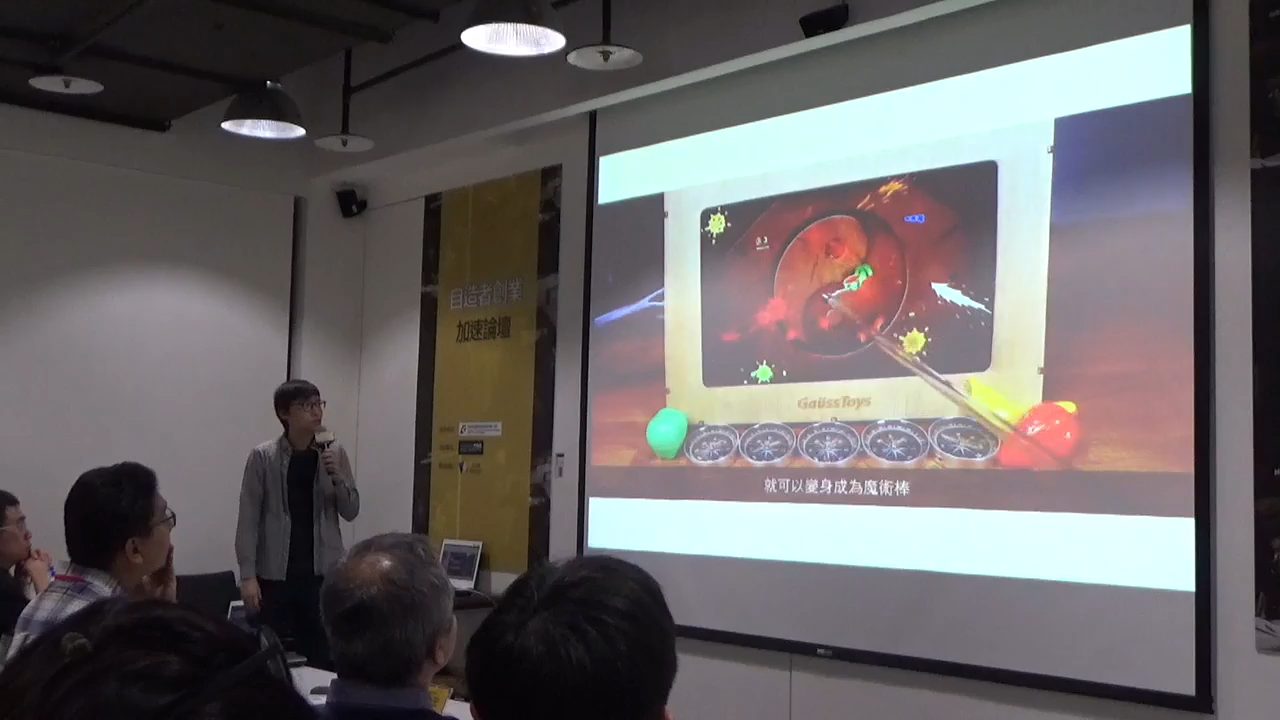 自造者創業
加速論壇
GaussToys
就可以變身成為魔術棒